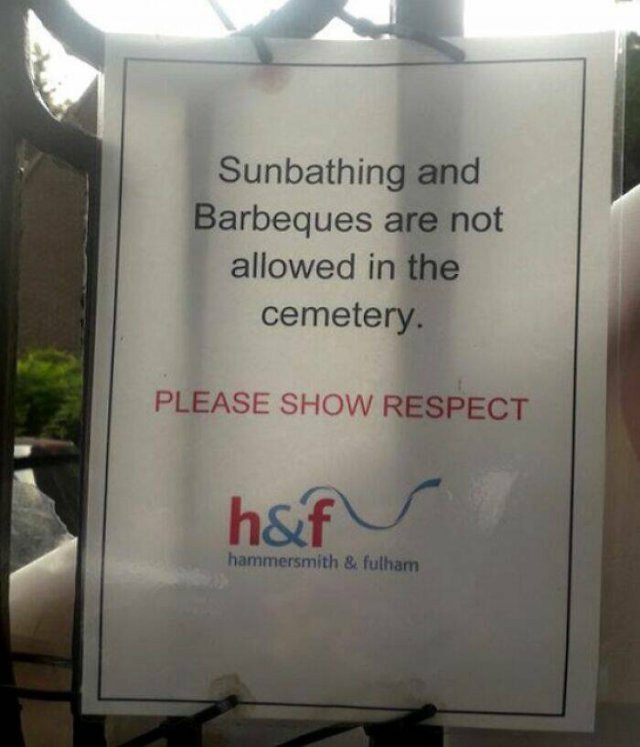 Sunbathing and
Barbeques are not
allowed in the
cemetery.
PLEASE SHOW RESPECT
h&f
hammersmith & fulham